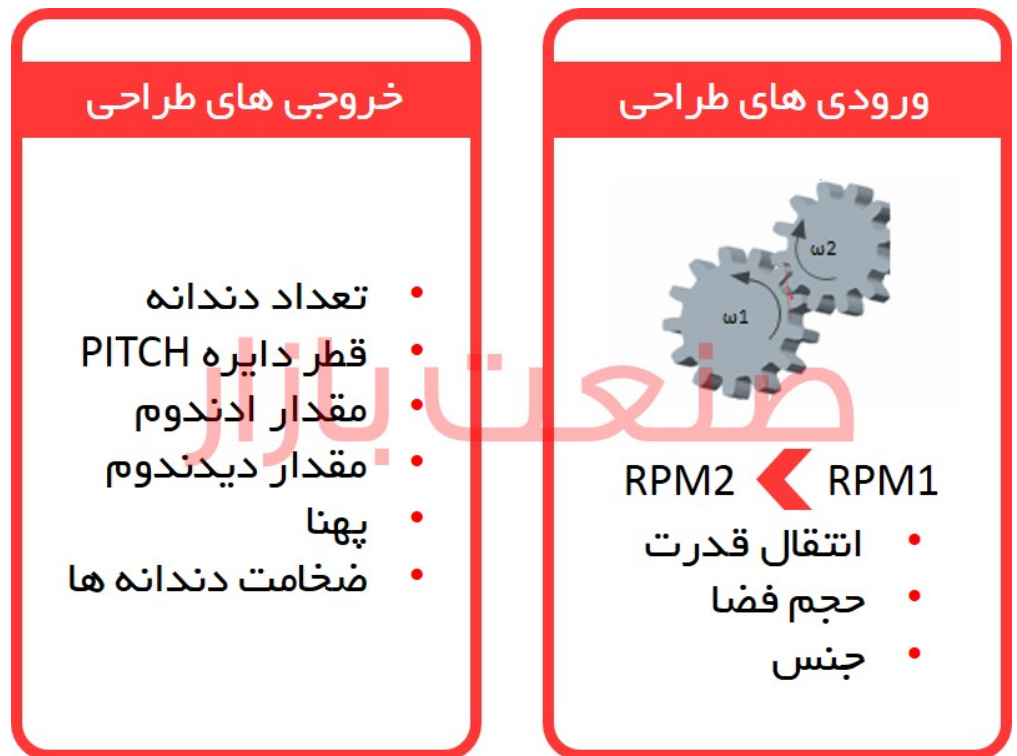 ورودی های طراحی
ω2
ω1
RPM1 RPM2
• انتقال قدرت
• حجم فضا
• جنس
خروجی های طراحی
• تعداد دندانه
• قطر دایره PITCH
• مقدار ادندوم
• مقدار دیدندوم
• پهنا
• ضخامت دندانه ها
صنعت بازار